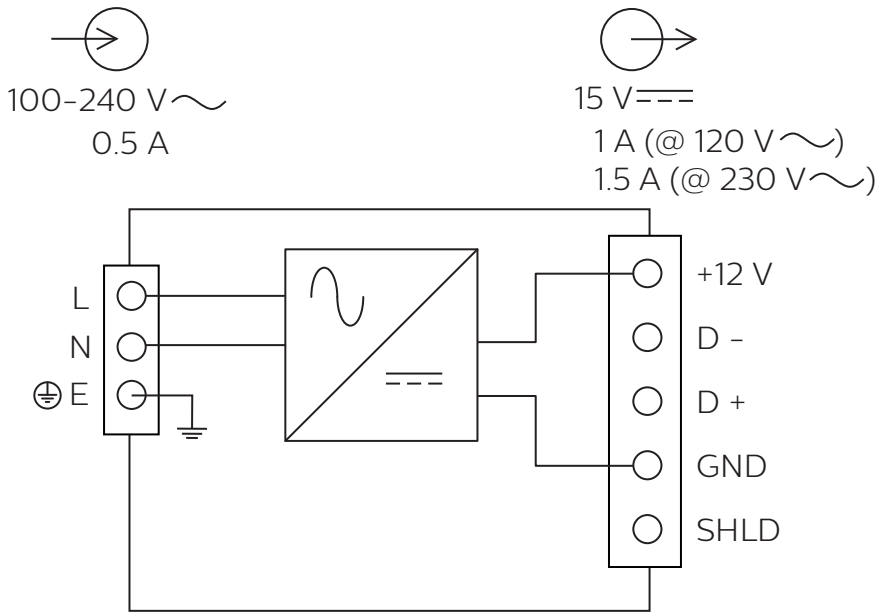 100-240 V
0.5 A
15 V
1 A (@ 120 V)
1.5 A (@ 230 V)
L
N
E
+12 V
D -
D +
GND
SHLD